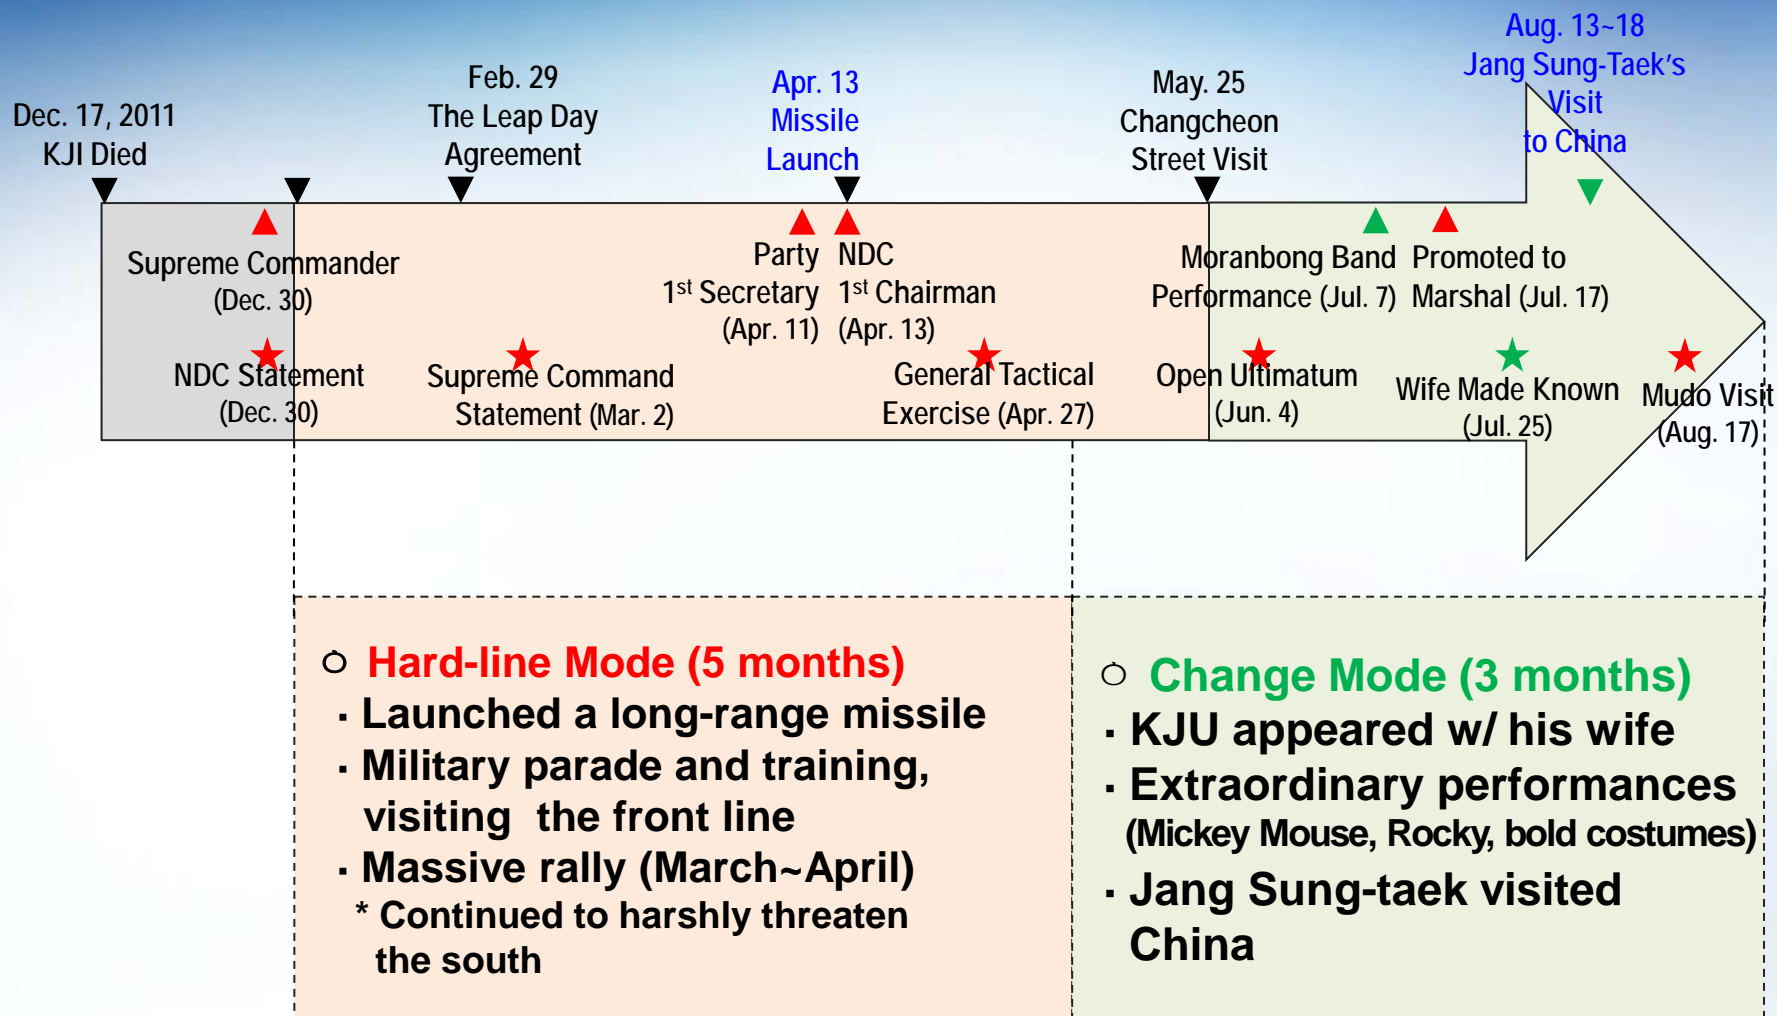 Dec. 17, 2011
KJI Died
Feb. 29
The Leap Day
Agreement
Apr. 13
Missile
Launch
May. 25
Changcheon
Street Visit
Aug. 13~18
Jang Sung-Taek's
Visit
to China
Supreme Commander
(Dec. 30)
Party
1st Secretary
(Apr. 11)
NDC
1st Chairman
(Apr. 13)
Moranbong Band
Performance (Jul. 7)
Promoted to
Marshal (Jul. 17)
NDC Statement
(Dec. 30)
Supreme Command
Statement (Mar. 2)
General Tactical
Exercise (Apr. 27)
Open Ultimatum
(Jun. 4)
Wife Made Known
(Jul. 25)
Mudo Visit
(Aug. 17)
○ Hard-line Mode (5 months)
· Launched a long-range missile
· Military parade and training,
visiting the front line
· Massive rally (March~April)
* Continued to harshly threaten
the south
○ Change Mode (3 months)
· KJU appeared w/ his wife
· Extraordinary performances
(Mickey Mouse, Rocky, bold costumes)
· Jang Sung-taek visited
China